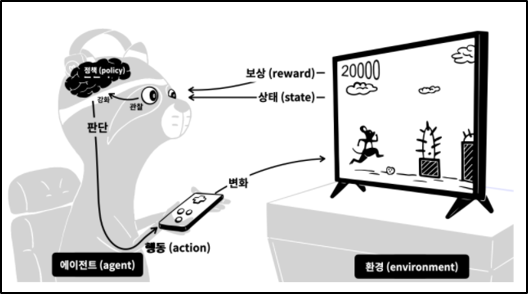 정책 (policy)
강화
관찰
판단
보상 (reward)
상태 (state)
20000
변화
행동 (action)
에이전트 (agent)
환경 (environment)